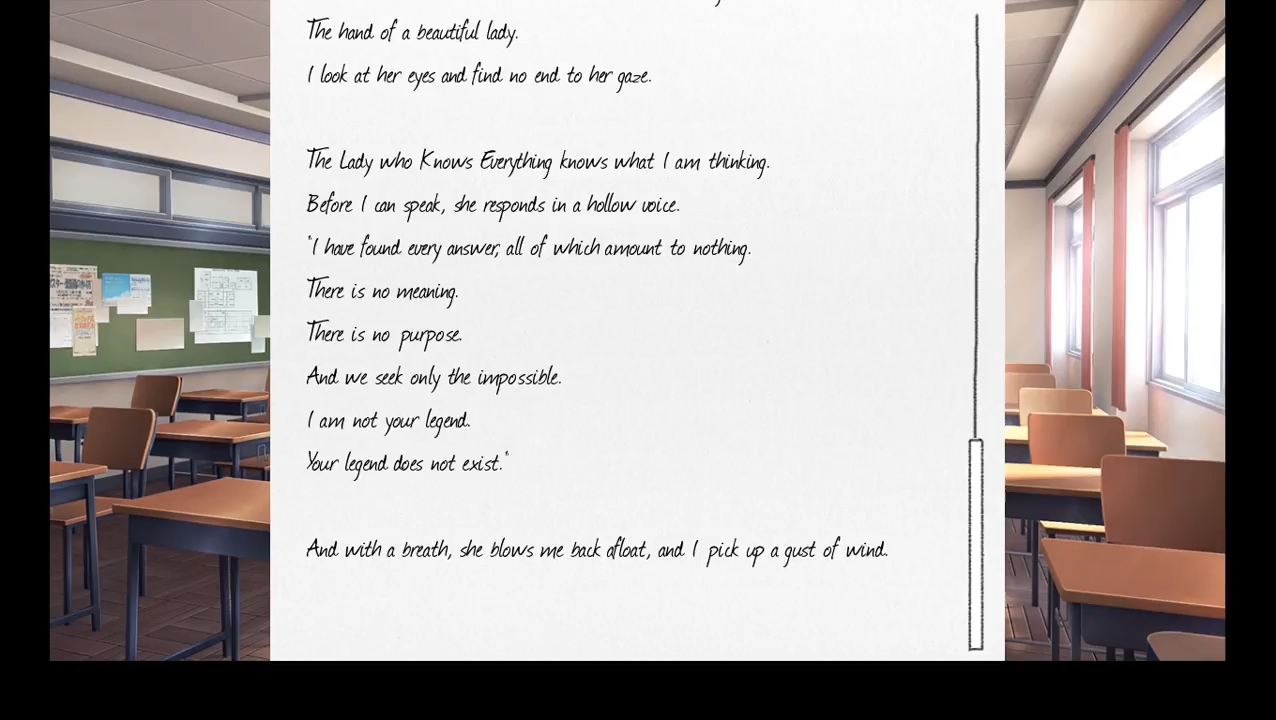 The hand of a beautiful lady.
I look at her eyes and find no end to her gaze.
The Lady who Knows Everything knows what I am thinking.
Before I can speak, she responds in a hollow voice.
"I have found every answer, all of which amount to nothing.
There is no meaning.
There is no purpose.
And we seek only the impossible.
I am not your legend.
Your legend does not exist."
And with a breath, she blows me back afloat, and I pick up a gust of wind.